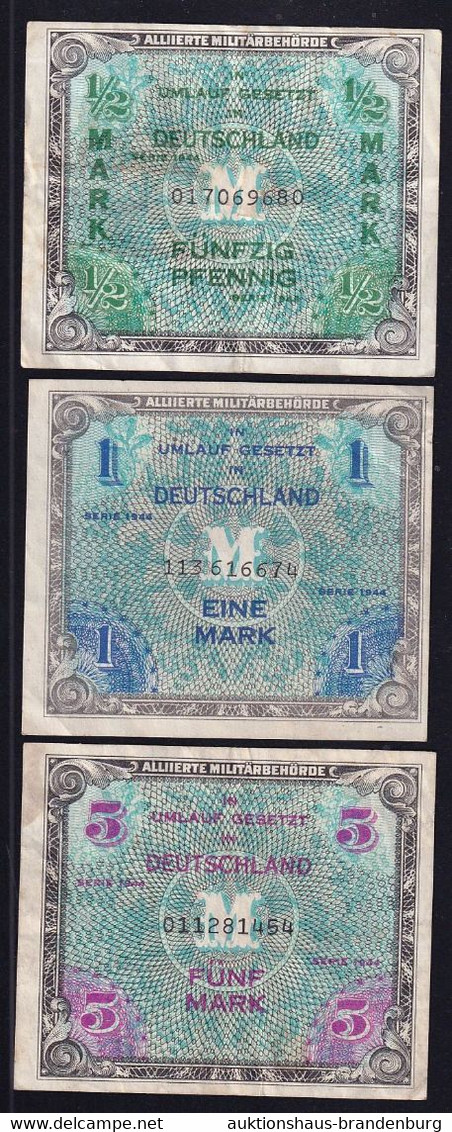 ALLIIERTE MILITÄRBEHÖRDE
IN
UMLAUF GESETZT
IN
DEUTSCHLAND
SERIE 1944
1/2 1/2
MARK MARK
017069680
FÜNFZIG
PFENNIG
SERIE 1944
1/2 1/2
ALLIIERTE MILITÄRBEHÖRDE
IN
UMLAUF GESETZT
IN
DEUTSCHLAND
1 1
SERIE 1944
113616674
SERIE 1944
EINE
MARK
1 1
ALLIIERTE MILITÄRBEHÖRDE
IN
UMLAUF GESETZT
IN
DEUTSCHLAND
5 5
SERIE 1944
011281454
SERIE 1944
FÜNF
MARK
5 5
DELCAMPE.NET auktionshaus-brandenburg